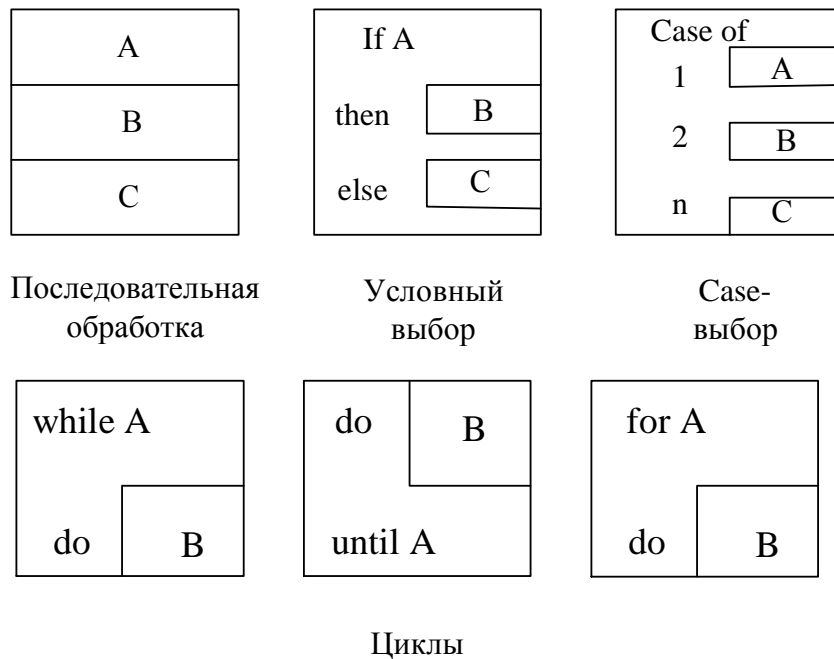 A
B
C
If A
then B
else C
Case of
1 A
2 B
n C
Последовательная
обработка
Условный
выбор
Case-
выбор
while A
do B
do B
until A
for A
do B
Циклы